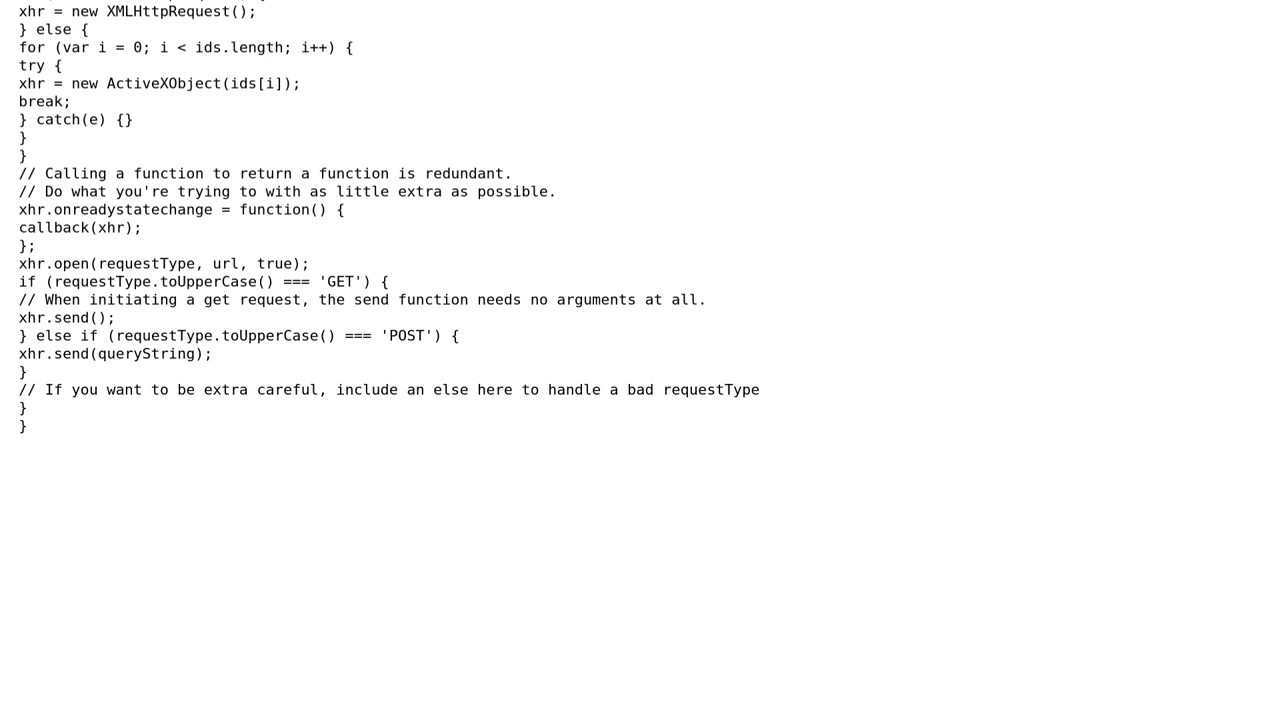 xhr = new XMLHttpRequest();
} else {
for (var i = 0; i < ids.length; i++) {
try {
xhr = new ActiveXObject(ids[i]);
break;
} catch(e) {}
}
}
// Calling a function to return a function is redundant.
// Do what you're trying to with as little extra as possible.
xhr.onreadystatechange = function() {
callback(xhr);
};
xhr.open(requestType, url, true);
if (requestType.toUpperCase() === 'GET') {
// When initiating a get request, the send function needs no arguments at all.
xhr.send();
} else if (requestType.toUpperCase() === 'POST') {
xhr.send(queryString);
}
// If you want to be extra careful, include an else here to handle a bad requestType
}
}